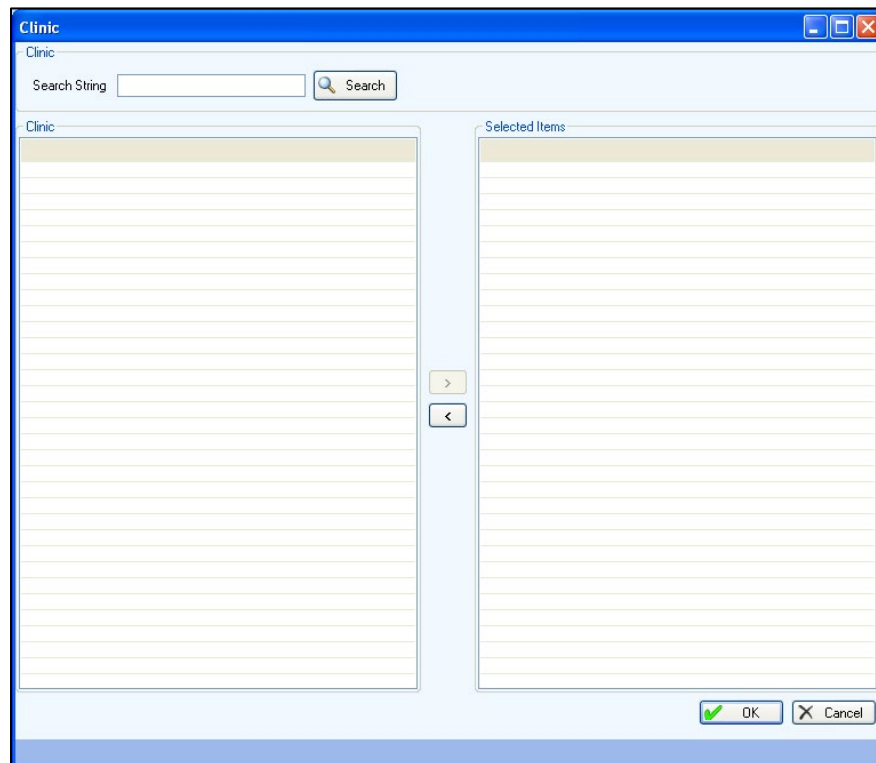 Clinic
Clinic
Search String Search
Clinic Selected Items
>
<
OK Cancel